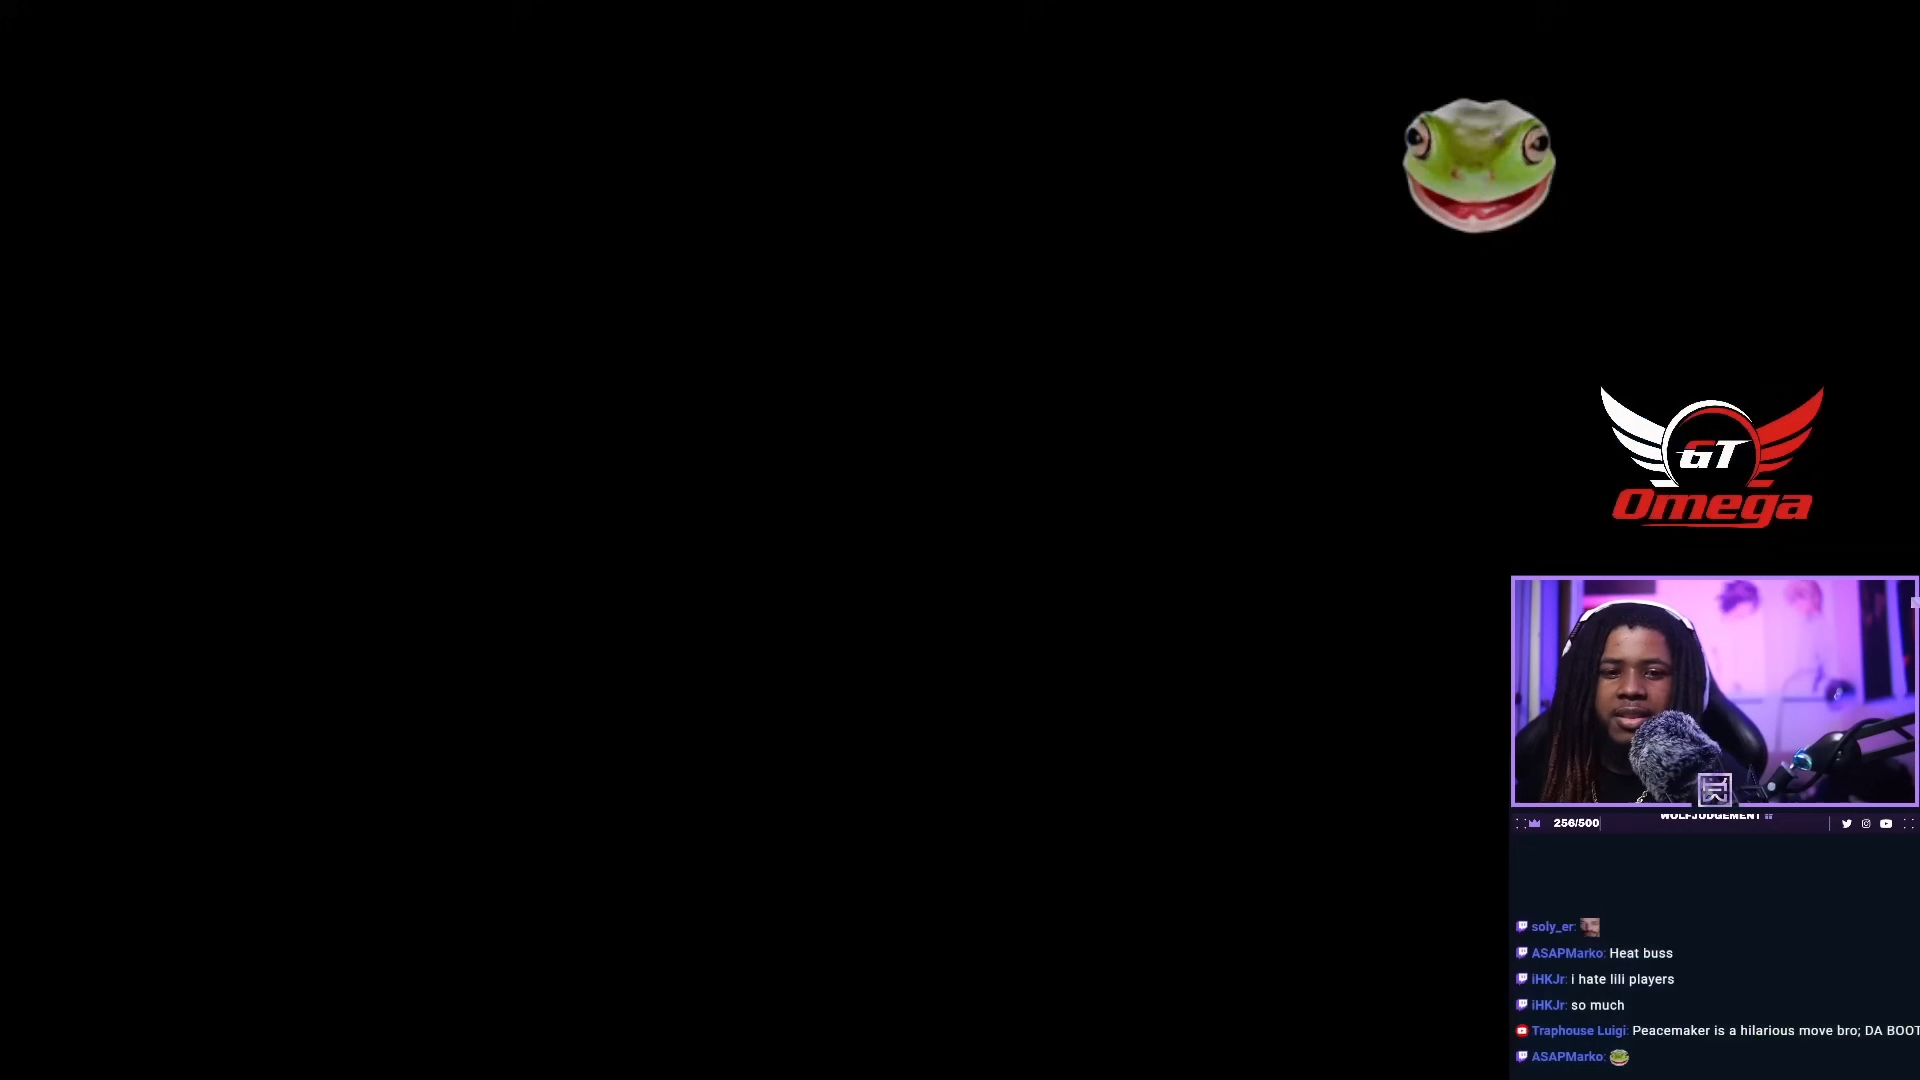 GT
Omega
256/500
WOLFJUDGEMENT
soly_er:
ASAPMarko: Heat buss
iHKJr: i hate lili players
iHKJr: so much
Traphouse Luigi: Peacemaker is a hilarious move bro; DA BOOT
ASAPMarko: